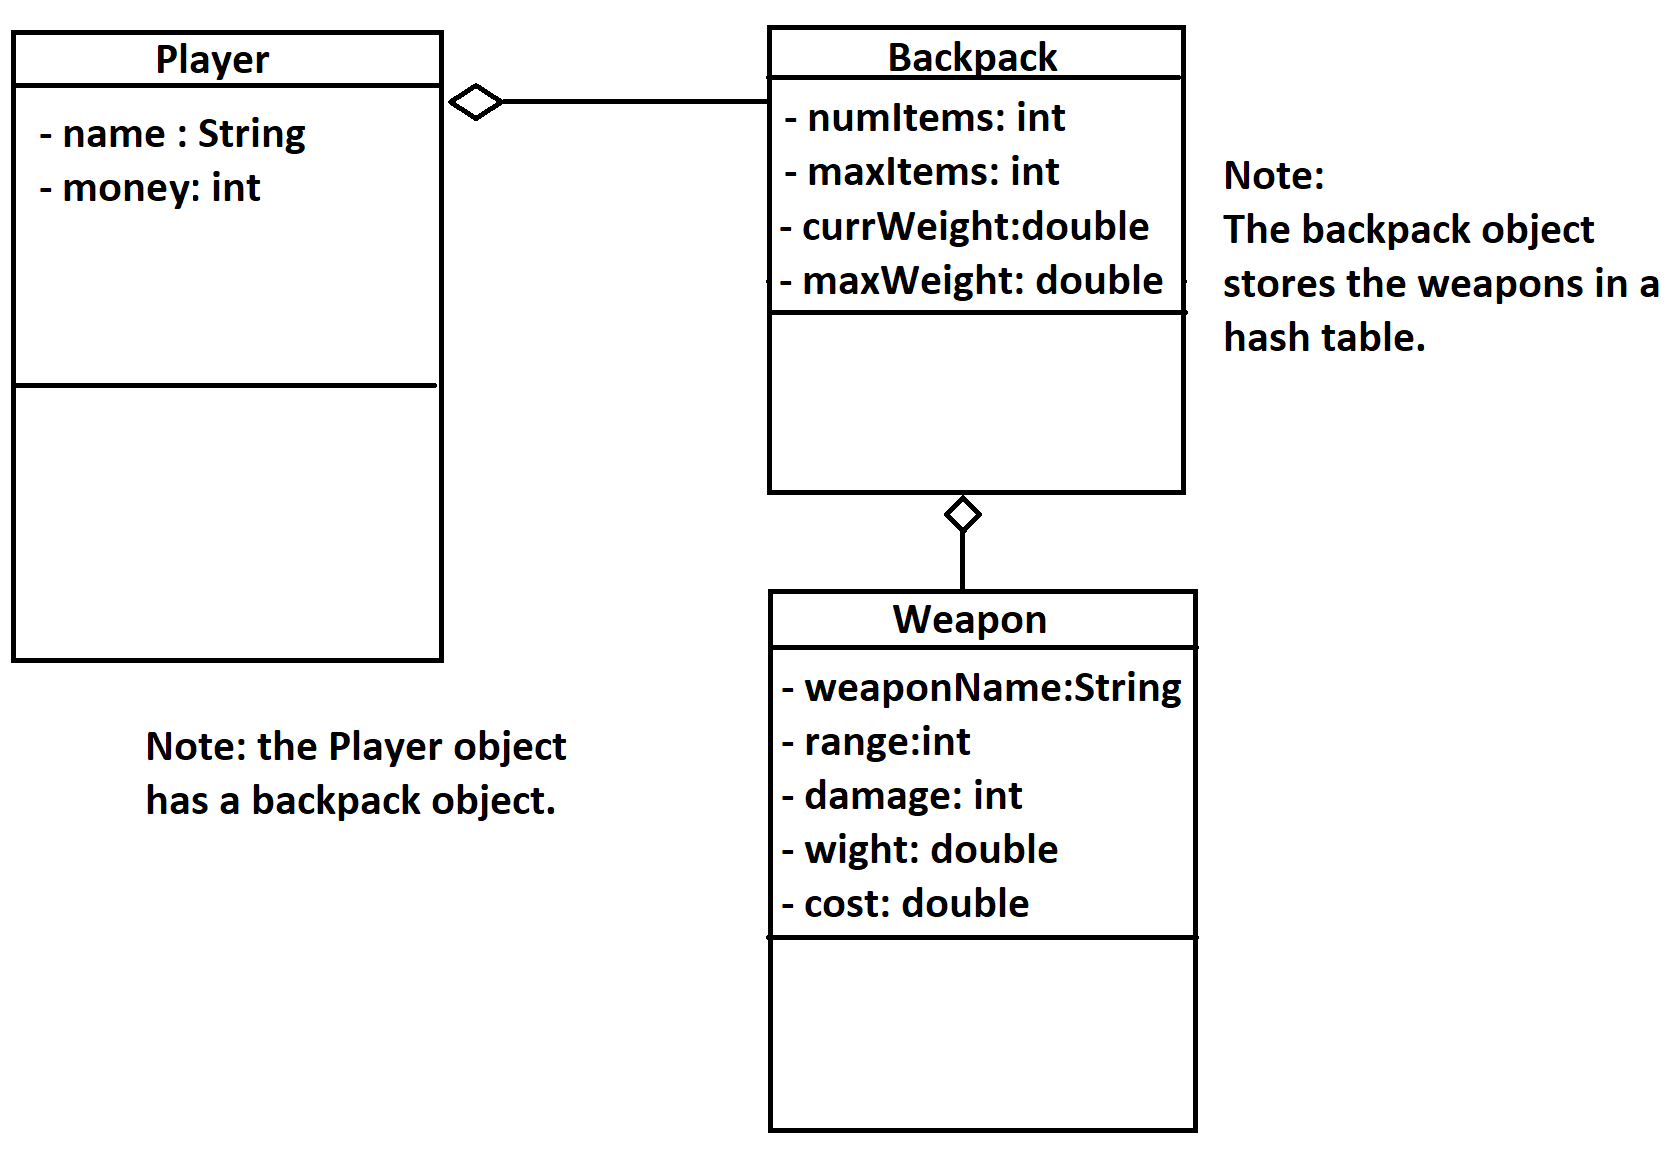 Player
- name : String
- money: int
Note: the Player object
has a backpack object.
Backpack
- numItems: int
- maxItems: int
- currWeight:double
- maxWeight: double
Note:
The backpack object
stores the weapons in a
hash table.
Weapon
- weaponName:String
- range:int
- damage: int
- wight: double
- cost: double